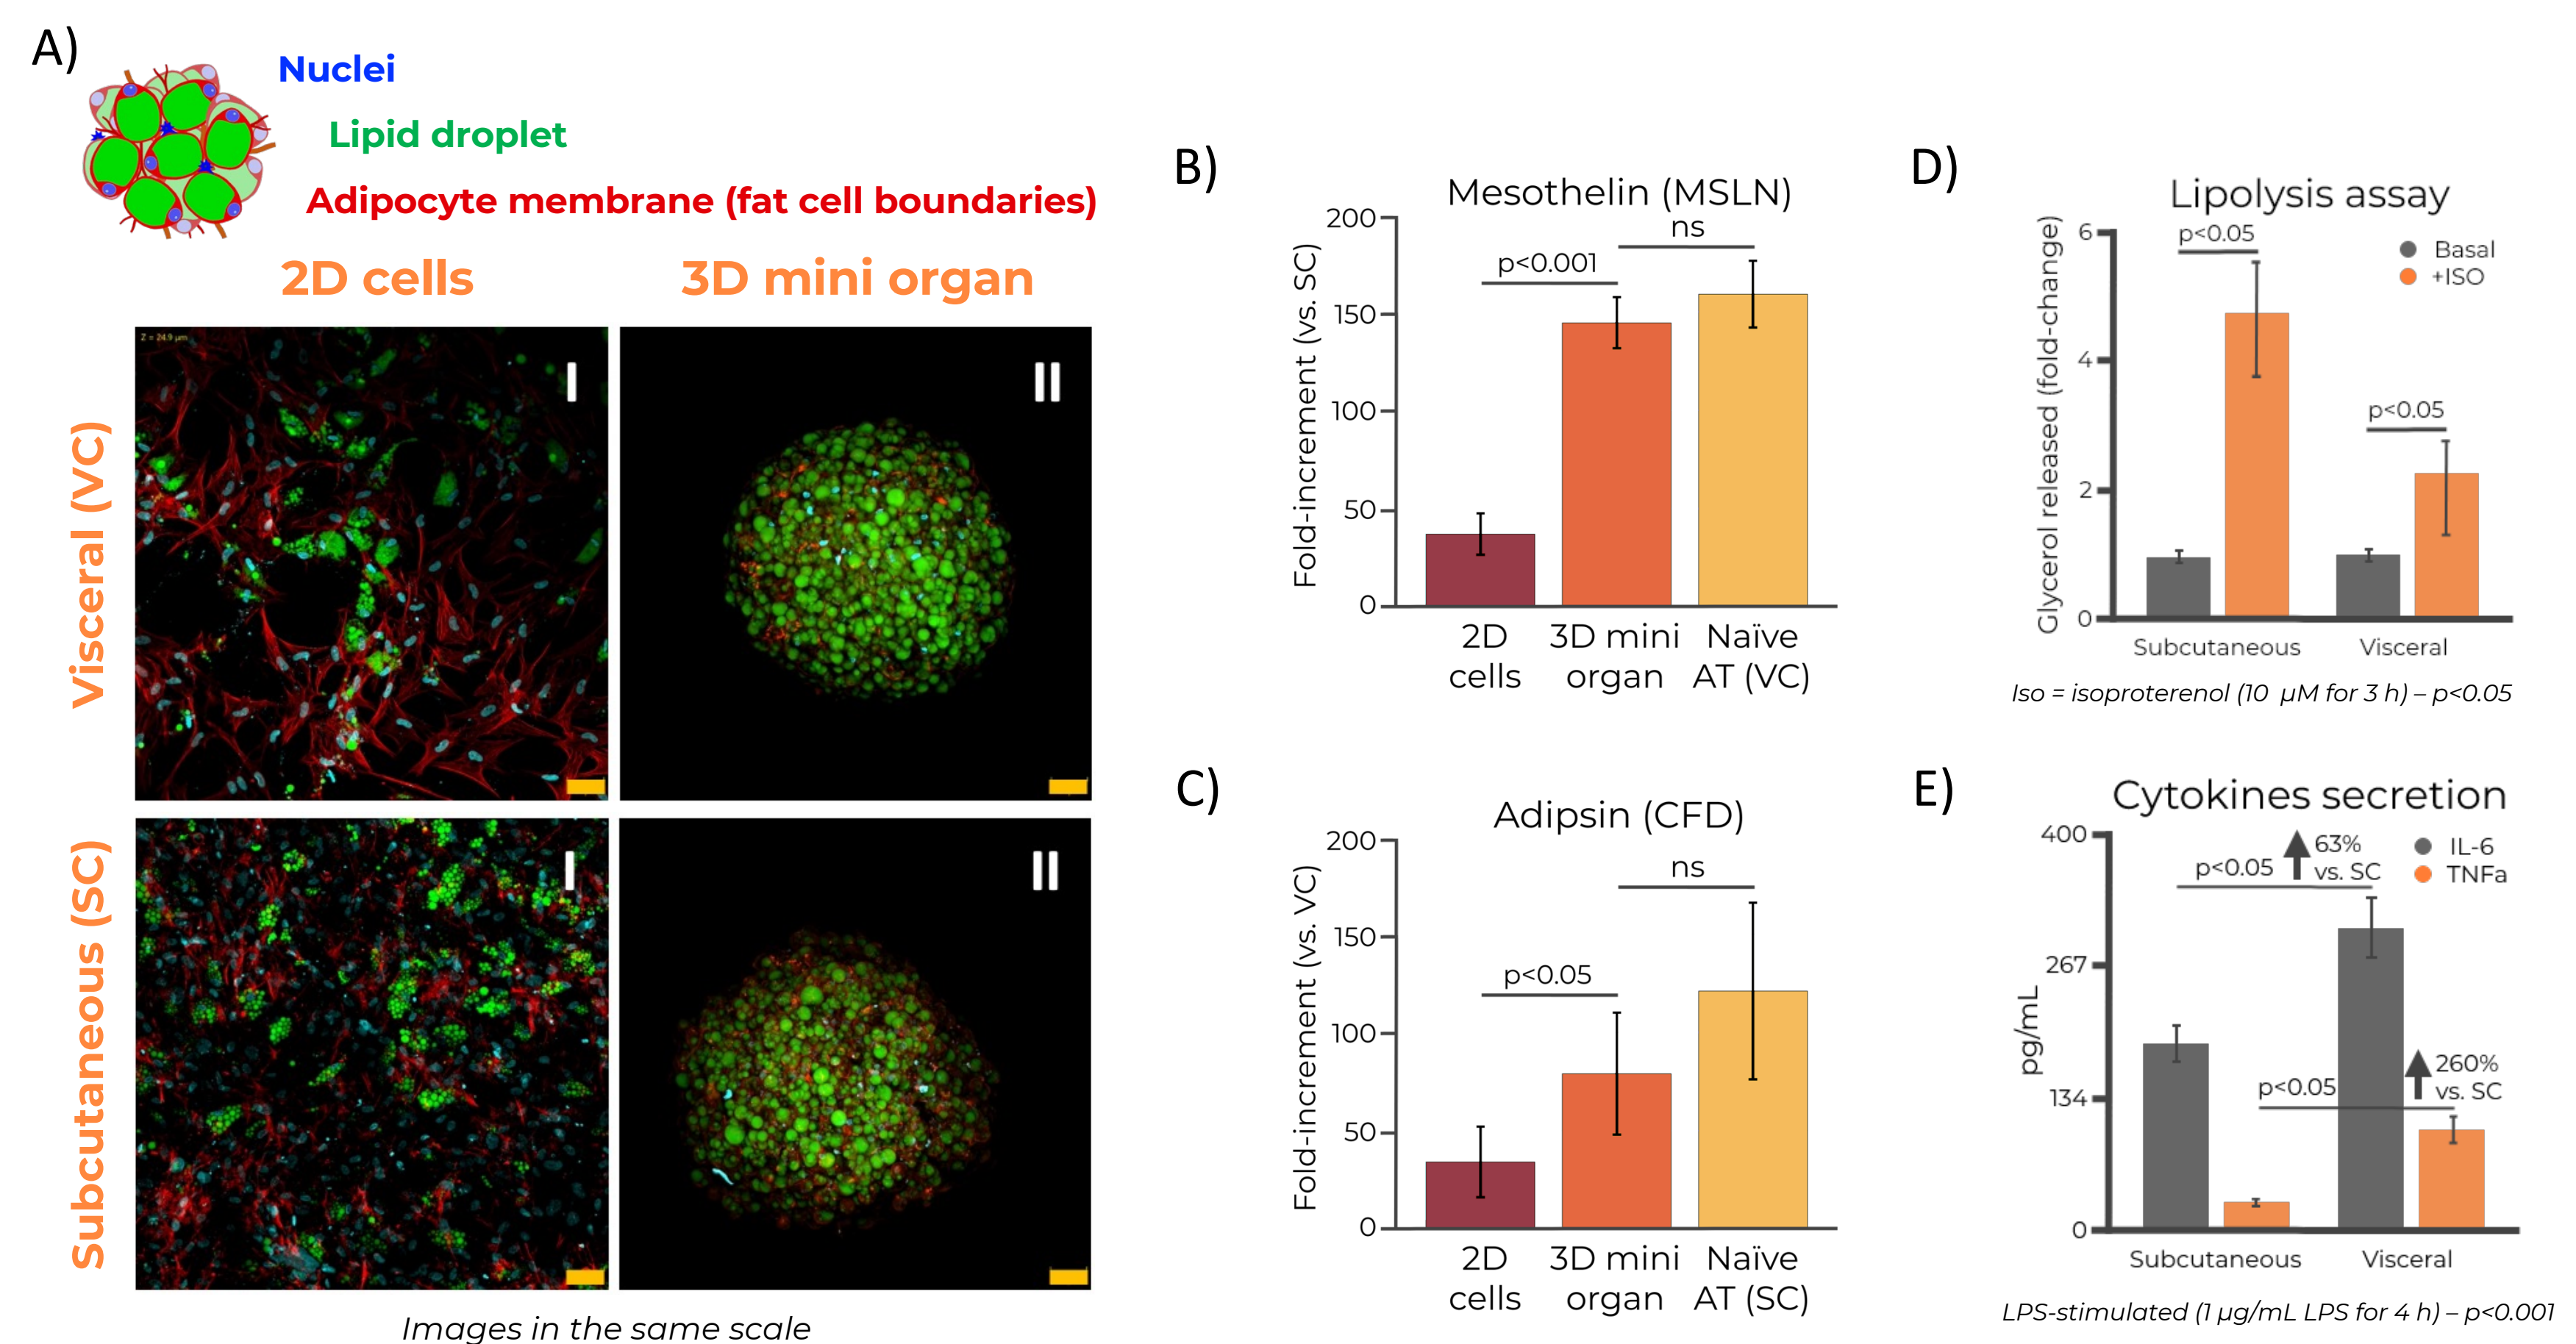 A)
Nuclei
Lipid droplet
Adipocyte membrane (fat cell boundaries)
2D cells
3D mini organ
Visceral (VC)
Z = 24.9 µm
I
II
Subcutaneous (SC)
I
II
Images in the same scale
B)
Mesothelin (MSLN)
Fold-increment (vs. SC)
200
150
100
50
0
p<0.001
ns
2D
cells
3D mini
organ
Naïve
AT (VC)
C)
Adipsin (CFD)
Fold-increment (vs. VC)
200
150
100
50
0
p<0.05
ns
2D
cells
3D mini
organ
Naïve
AT (SC)
D)
Lipolysis assay
Glycerol released (fold-change)
6
4
2
0
p<0.05
p<0.05
Basal
+ISO
Subcutaneous
Visceral
Iso = isoproterenol (10 µM for 3 h) – p<0.05
E)
Cytokines secretion
pg/mL
400
267
134
0
p<0.05
63%
vs. SC
IL-6
TNFa
p<0.05
260%
vs. SC
Subcutaneous
Visceral
LPS-stimulated (1 µg/mL LPS for 4 h) – p<0.001